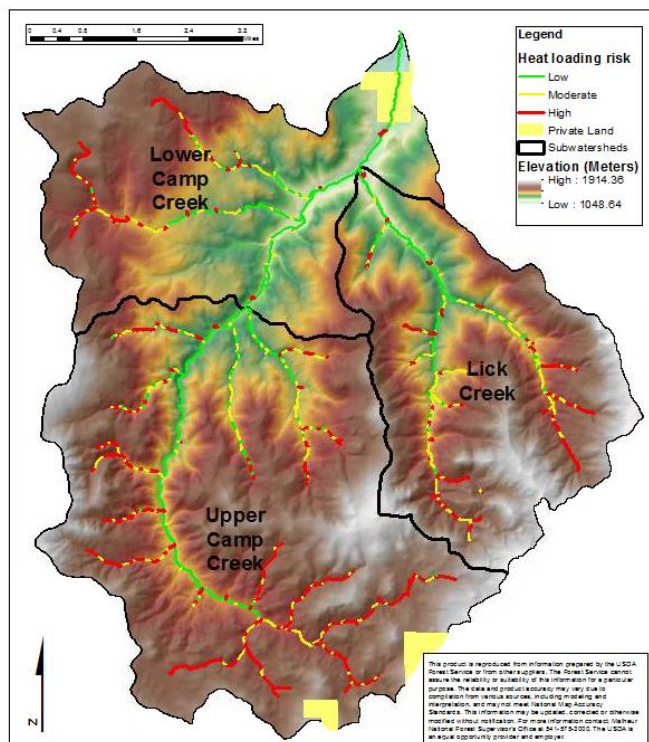 0 0.4 0.8 1.6 2.4 3.2
Miles
Legend
Heat loading risk
Low
Moderate
High
Private Land
Subwatersheds
Elevation (Meters)
High : 1914.36
Low : 1048.64
Lower
Camp
Creek
Lick
Creek
Upper
Camp
Creek
N
This product is reproduced from information prepared by the USDA
Forest Service or from other suppliers. The Forest Service cannot
assure the reliability or suitability of this information for a particular
purpose. The data and product accuracy may vary due to
compilation from various sources, including modeling and
interpretation, and may not meet National Map Accuracy
Standards. This information may be updated, corrected or otherwise
modified without notification. For more information contact: Malheur
National Forest Supervisor's Office at 541-575-3000. The USDA is
an equal opportunity provider and employer.